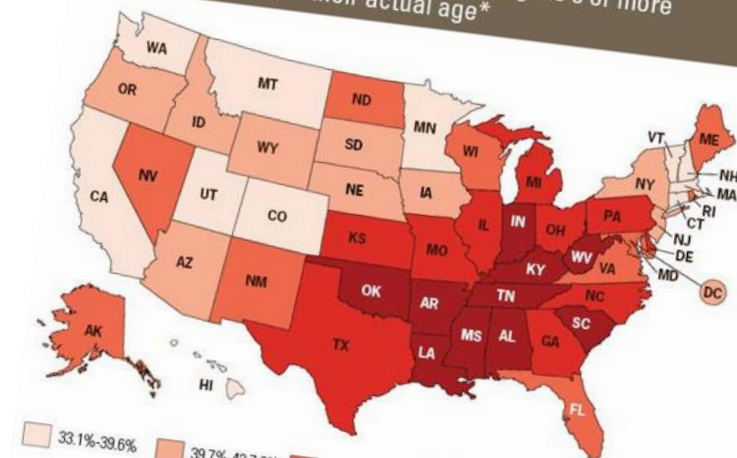 or more
their actual age*
WA
MT
ND
MN
OR
ID
WY
SD
WI
MI
VT
ME
NH
MA
RI
CT
NY
NJ
DE
MD
DC
NV
UT
CO
NE
IA
CA
AZ
NM
KS
MO
IL
IN
OH
PA
WV
VA
KY
NC
TN
SC
OK
AR
MS
AL
GA
LA
TX
FL
AK
HI
33.1%-39.6%